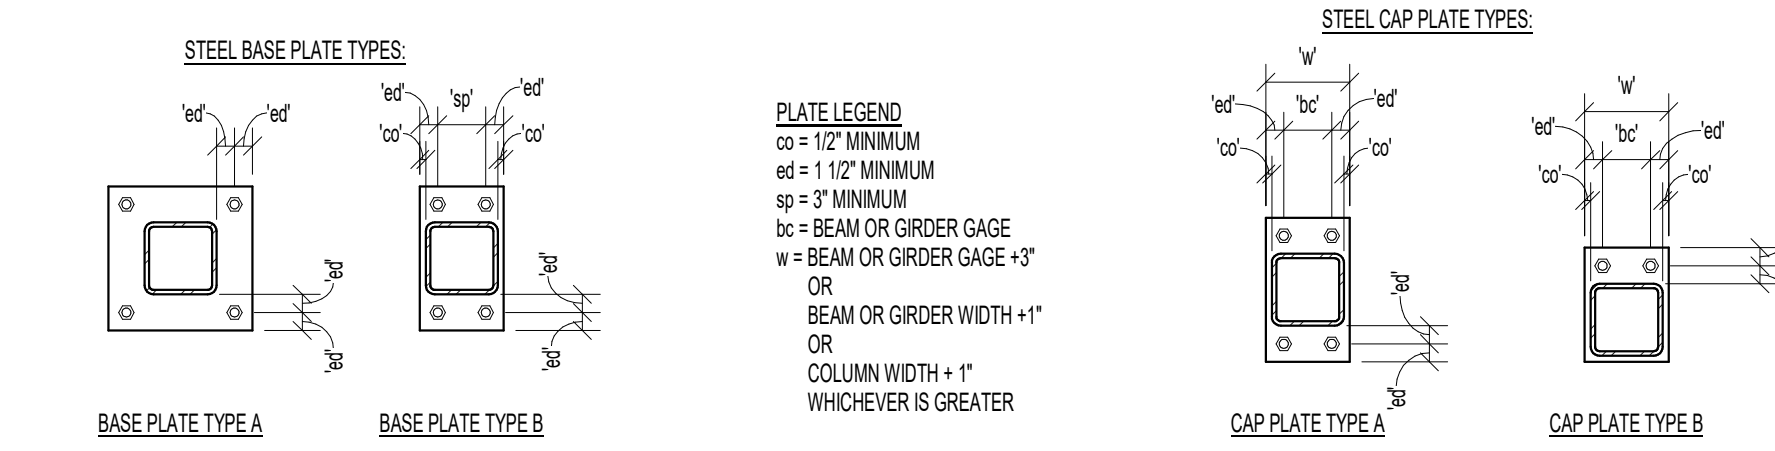 STEEL BASE PLATE TYPES:
'ed' 'ed'
'ed' 'sp' 'ed'
'co' 'co'
'ed'
'ed'
'ed'
'ed'
BASE PLATE TYPE A
BASE PLATE TYPE B
PLATE LEGEND
co = 1/2" MINIMUM
ed = 1 1/2" MINIMUM
sp = 3" MINIMUM
bc = BEAM OR GIRDER GAGE
w = BEAM OR GIRDER GAGE +3"
OR
BEAM OR GIRDER WIDTH +1"
OR
COLUMN WIDTH + 1"
WHICHEVER IS GREATER
STEEL CAP PLATE TYPES:
'w'
'ed' 'bc' 'ed'
'co' 'co'
'ed'
'ed'
CAP PLATE TYPE A
'w'
'ed' 'bc' 'ed'
'co' 'co'
CAP PLATE TYPE B